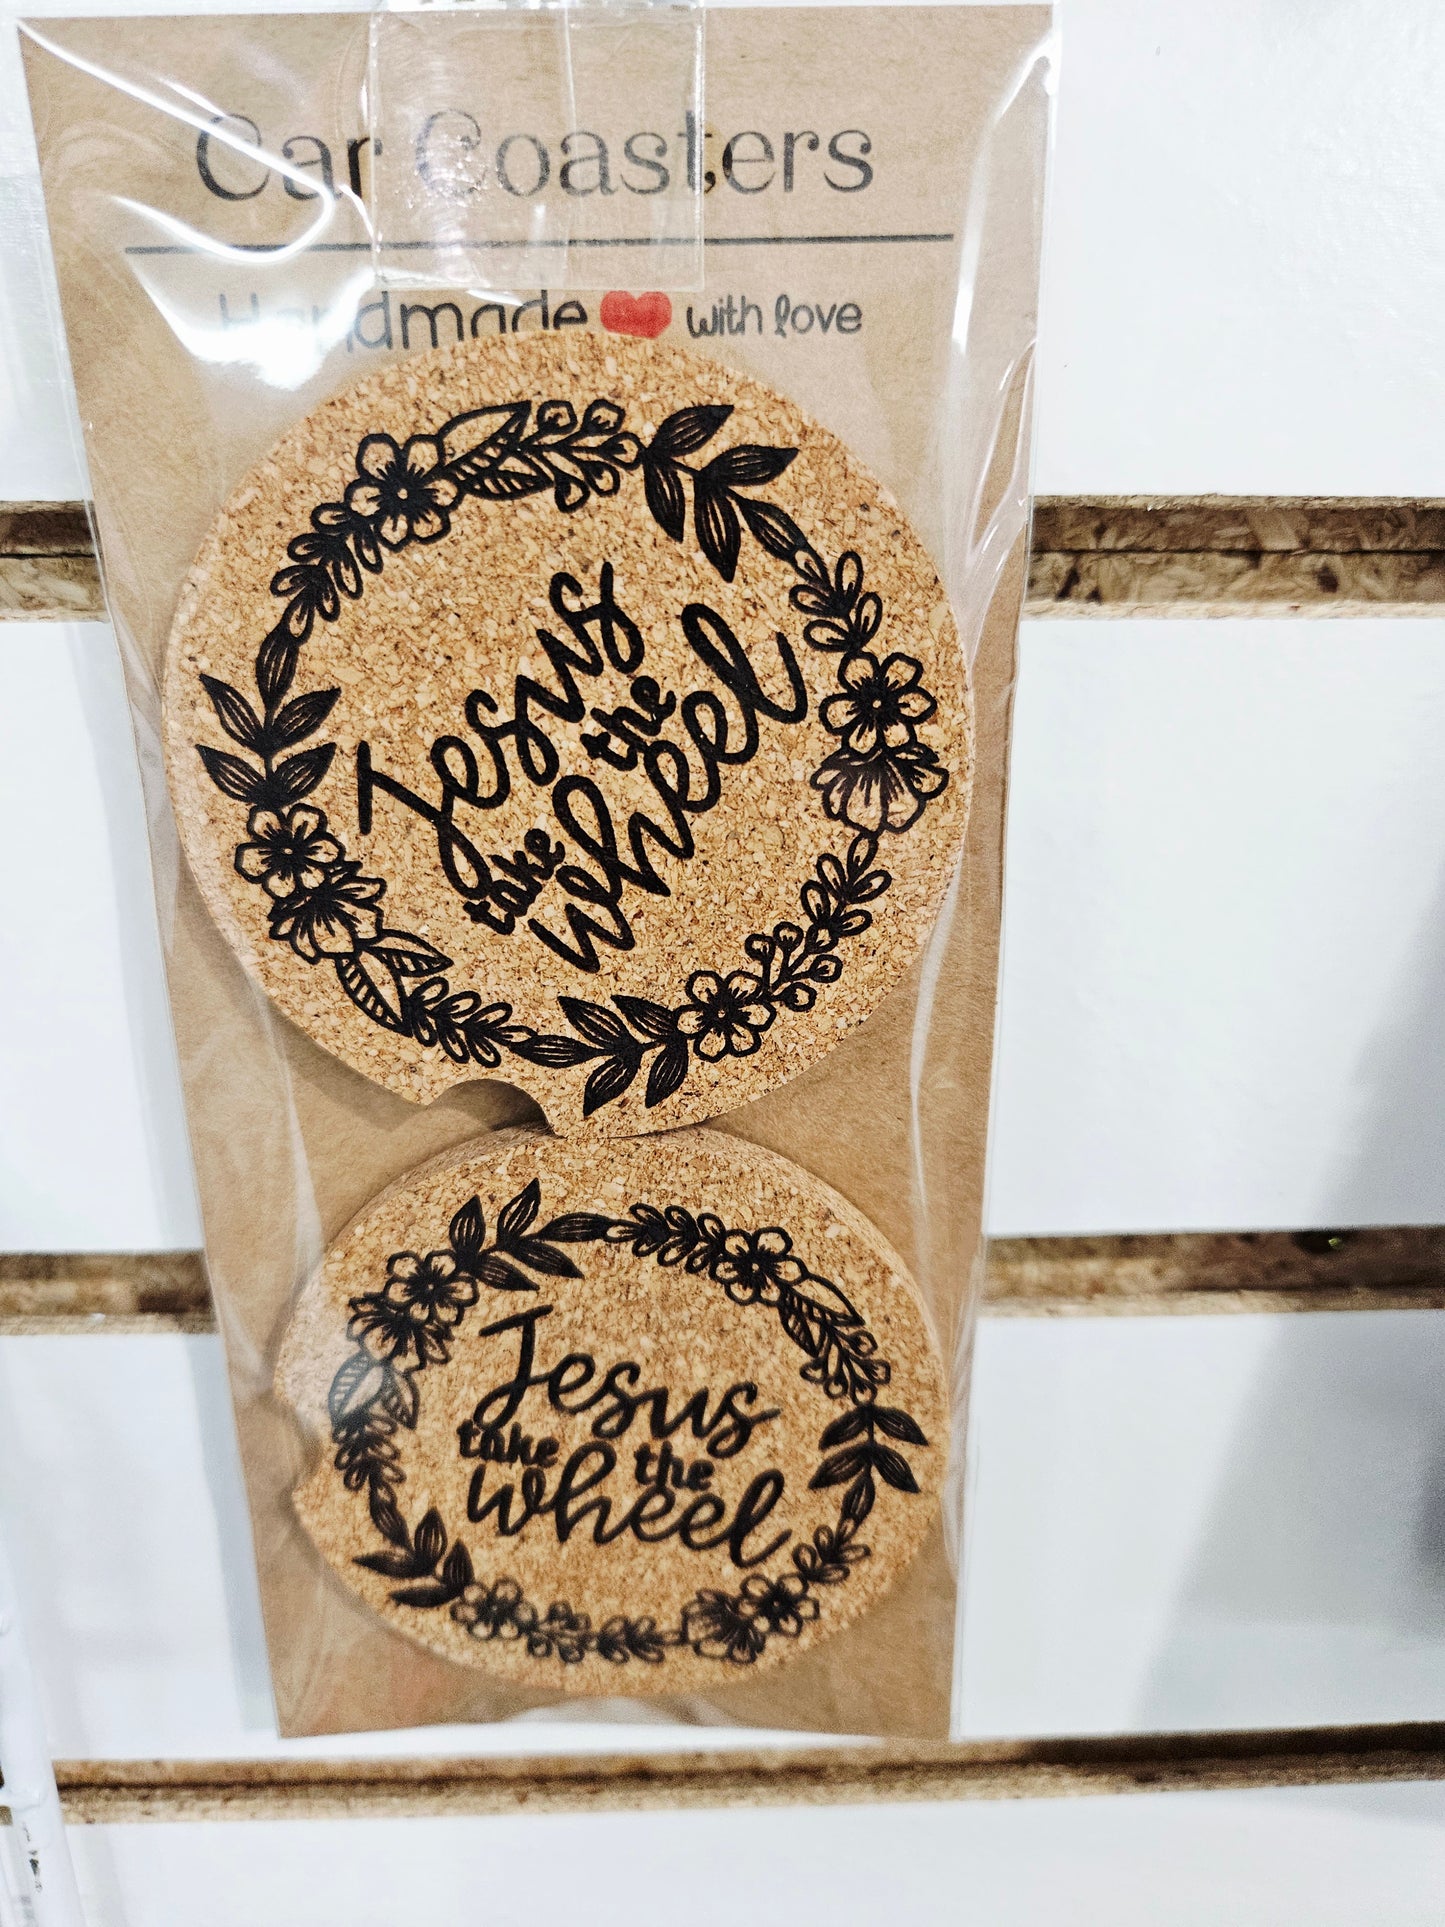 Car Coasters
Handmade with love
Jesus
take the
wheel
Jesus
take the
wheel